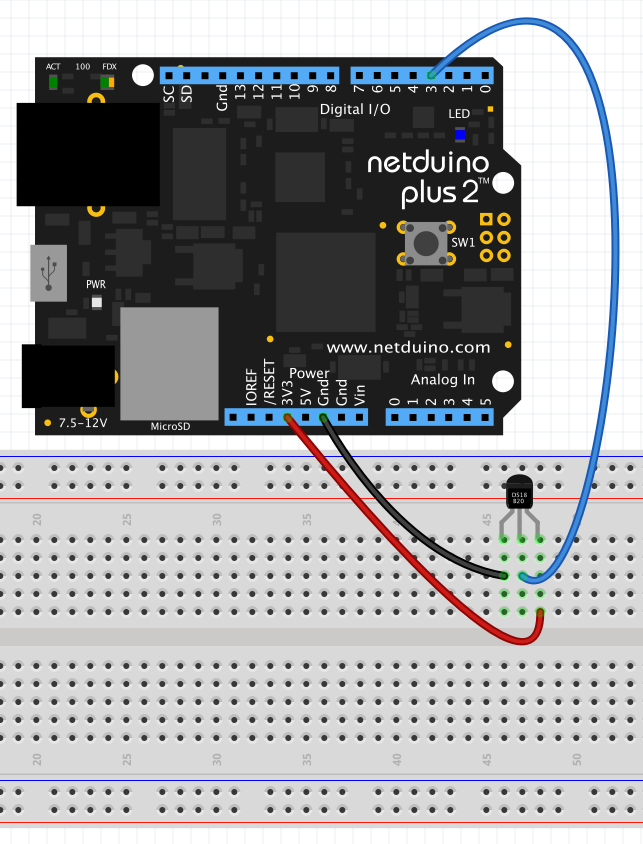 ACT 100 FDX
SC
SD
Gnd
13
12
11
10
9
8
7
6
5
4
3
2
1
0
Digital I/O
LED
netduino
plus 2™
SW1
PWR
www.netduino.com
Power
Analog In
IOREF
/RESET
3V3
5V
Gnd
Gnd
Vin
0
1
2
3
4
5
7.5-12V
MicroSD
DS18
B20
20 25 30 35 40 45
20 25 30 35 40 45 50